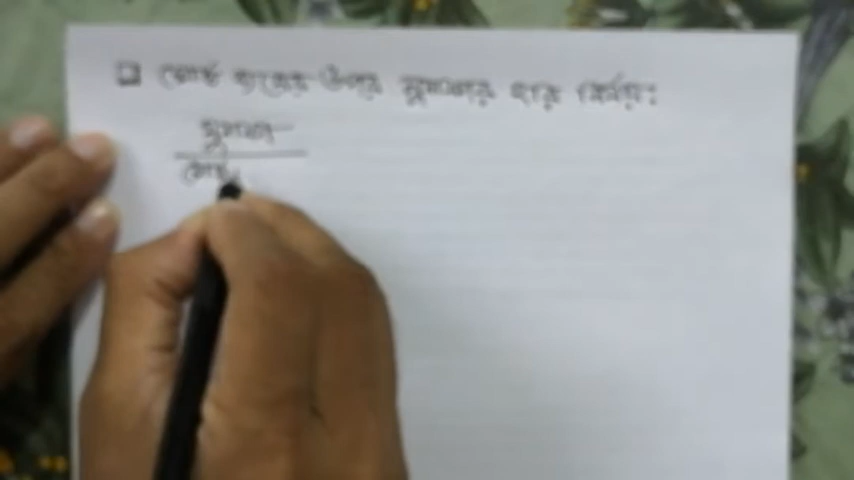 □ মোট ব্যয়ের উপর মুনাফার হার নির্ণয়:
মুনাফা
মোট